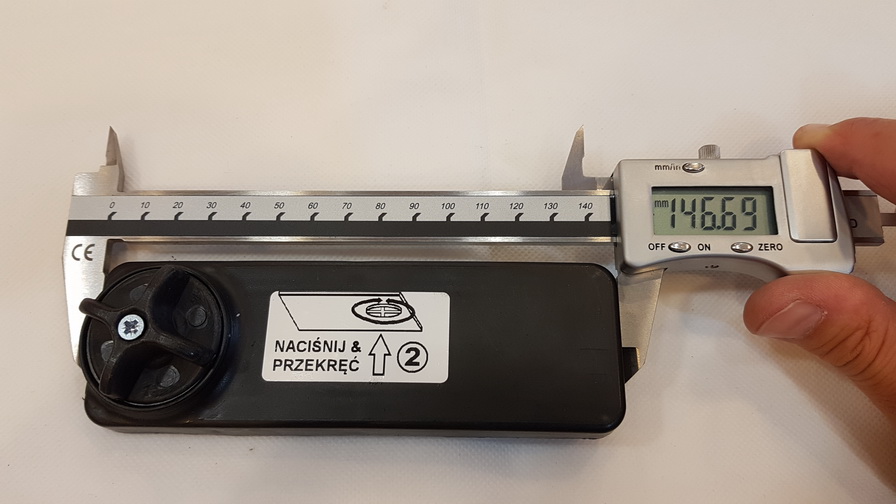 mm/in
0 10 20 30 40 50 60 70 80 90 100 110 120 130 140
mm 146.69
OFF ON ZERO
CE
NACIŚNIJ &
PRZEKRĘĆ 2